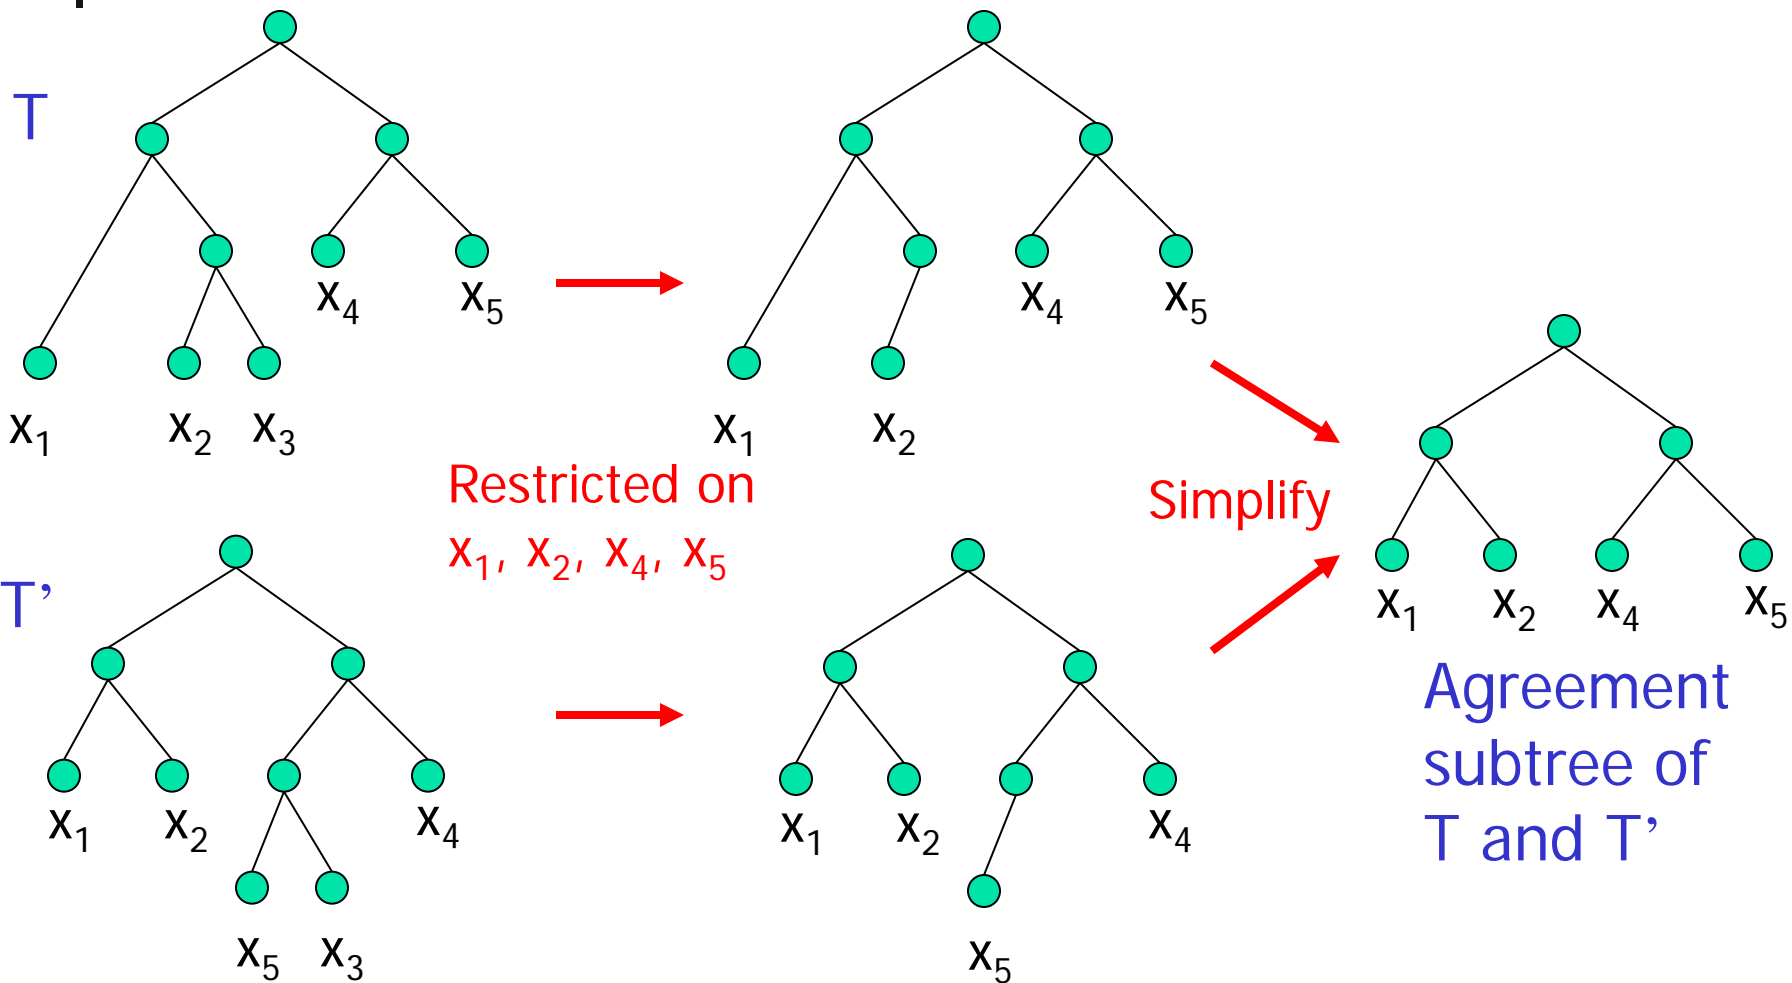 T
x₄ x₅
x₁ x₂ x₃
x₄ x₅
x₁ x₂
Restricted on
x₁, x₂, x₄, x₅
Simplify
T’
x₁ x₂ x₄
x₅ x₃
x₁ x₂ x₄
x₅
x₁ x₂ x₄ x₅
Agreement
subtree of
T and T’